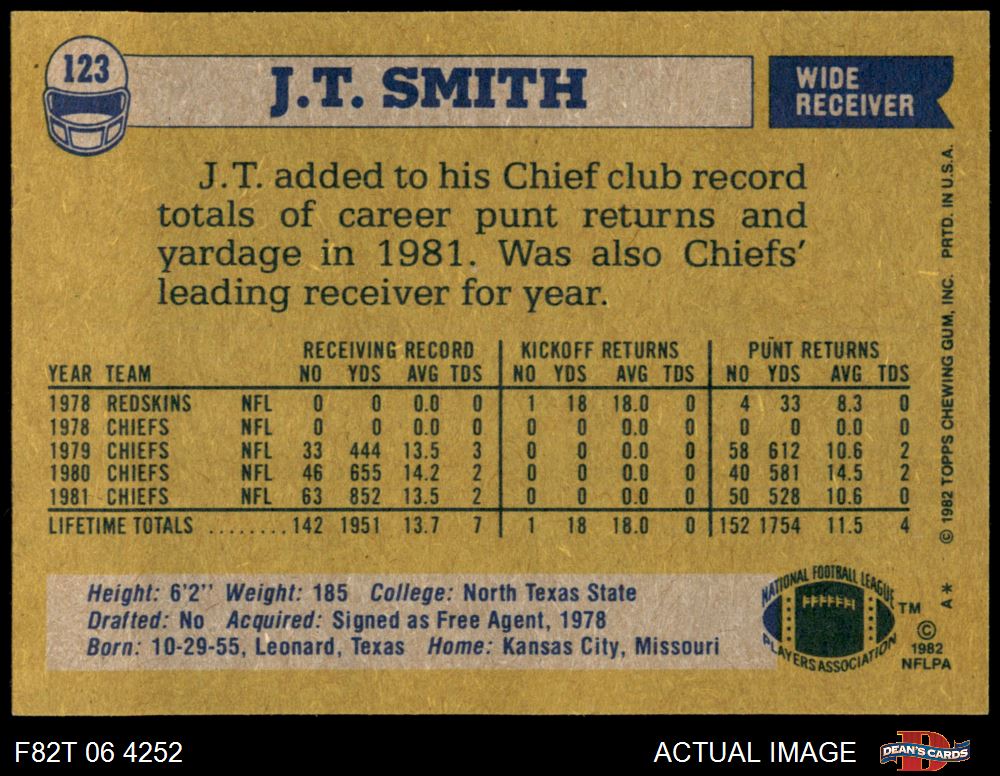 123
J.T. SMITH
WIDE
RECEIVER
J.T. added to his Chief club record
totals of career punt returns and
yardage in 1981. Was also Chiefs'
leading receiver for year.
RECEIVING RECORD KICKOFF RETURNS PUNT RETURNS
YEAR TEAM NO YDS AVG TDS NO YDS AVG TDS NO YDS AVG TDS
1978 REDSKINS NFL 0 0 0.0 0 1 18 18.0 0 4 33 8.3 0
1978 CHIEFS NFL 0 0 0.0 0 0 0 0.0 0 0 0 0.0 0
1979 CHIEFS NFL 33 444 13.5 3 0 0 0.0 0 58 612 10.6 2
1980 CHIEFS NFL 46 655 14.2 2 0 0 0.0 0 40 581 14.5 2
1981 CHIEFS NFL 63 852 13.5 2 0 0 0.0 0 50 528 10.6 0
LIFETIME TOTALS ........ 142 1951 13.7 7 1 18 18.0 0 152 1754 11.5 4
Height: 6'2'' Weight: 185 College: North Texas State
Drafted: No Acquired: Signed as Free Agent, 1978
Born: 10-29-55, Leonard, Texas Home: Kansas City, Missouri
NATIONAL FOOTBALL LEAGUE
PLAYERS ASSOCIATION
TM
©
1982
NFLPA
A*
© 1982 TOPPS CHEWING GUM, INC. PRTD. IN U.S.A.
F82T 06 4252
ACTUAL IMAGE
D
DEAN'S CARDS